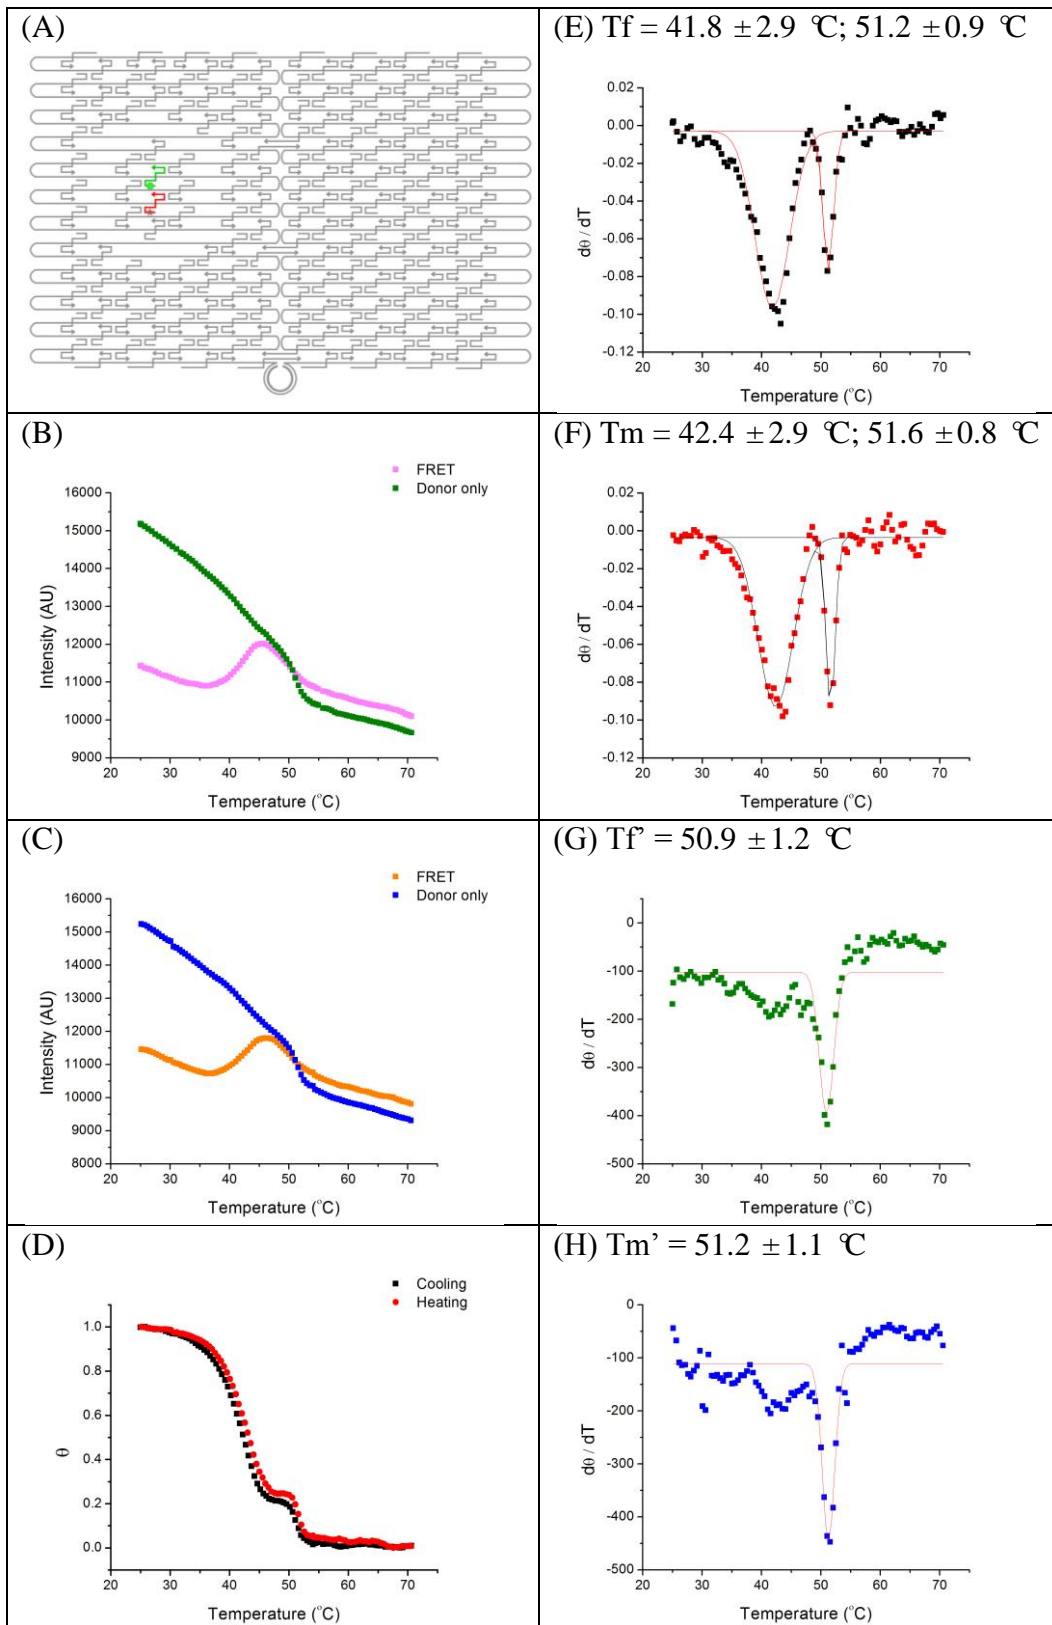 (A)
(B)
FRET
Donor only
16000
15000
14000
13000
12000
11000
10000
9000
Intensity (AU)
20 30 40 50 60 70
Temperature (°C)
(C)
FRET
Donor only
16000
15000
14000
13000
12000
11000
10000
9000
8000
Intensity (AU)
20 30 40 50 60 70
Temperature (°C)
(D)
Cooling
Heating
1.0
0.8
0.6
0.4
0.2
0.0
θ
20 30 40 50 60 70
Temperature (°C)
(E) Tf = 41.8 ±2.9 ℃; 51.2 ±0.9 ℃
0.02
0.00
-0.02
-0.04
-0.06
-0.08
-0.10
-0.12
dθ / dT
20 30 40 50 60 70
Temperature (°C)
(F) Tm = 42.4 ±2.9 ℃; 51.6 ±0.8 ℃
0.02
0.00
-0.02
-0.04
-0.06
-0.08
-0.10
-0.12
dθ / dT
20 30 40 50 60 70
Temperature (°C)
(G) Tf’ = 50.9 ±1.2 ℃
0
-100
-200
-300
-400
-500
dθ / dT
20 30 40 50 60 70
Temperature (°C)
(H) Tm’ = 51.2 ±1.1 ℃
0
-100
-200
-300
-400
-500
dθ / dT
20 30 40 50 60 70
Temperature (°C)